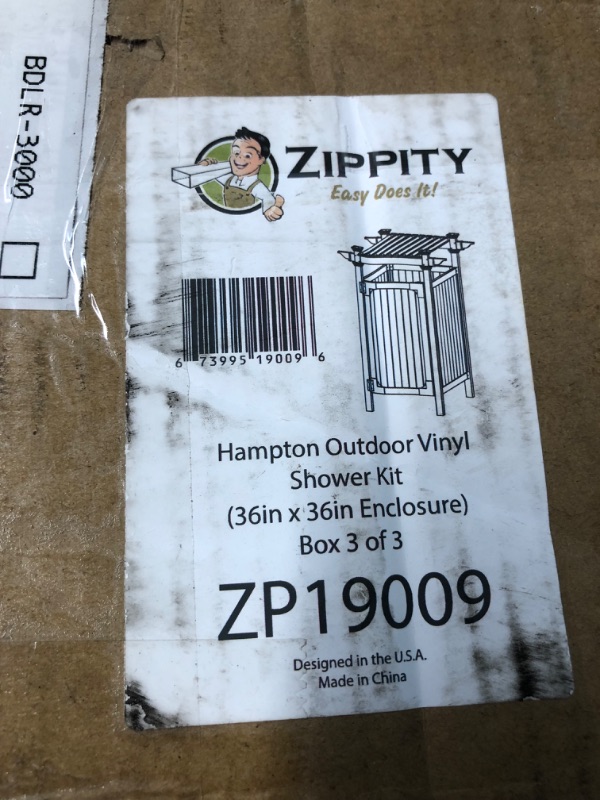 BDLR-3000
ZIPPITY
Easy Does It!
6 73995 19009 6
Hampton Outdoor Vinyl
Shower Kit
(36in x 36in Enclosure)
Box 3 of 3
ZP19009
Designed in the U.S.A.
Made in China